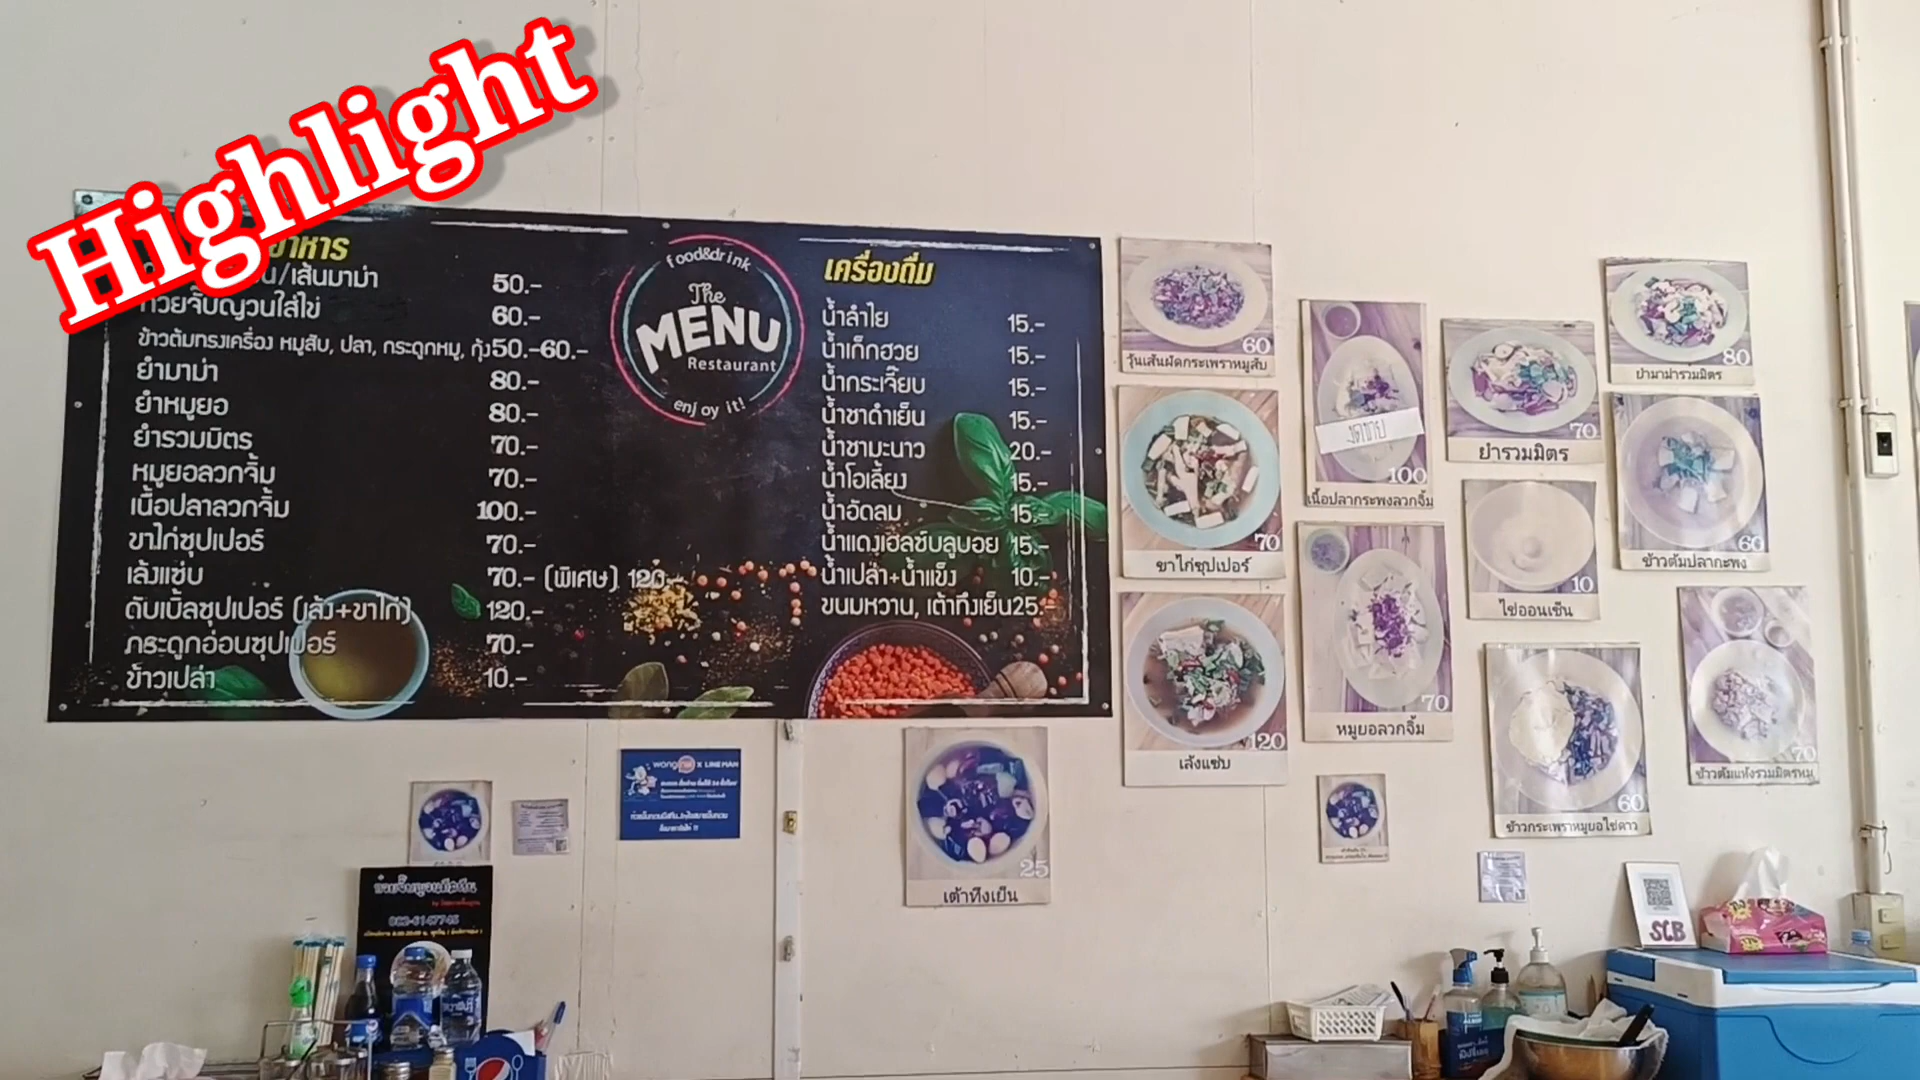 Highlight
อาหาร
/เส้นมาม่า 50.-
ก๋วยจั๊บญวนใส่ไข่ 60.-
ข้าวต้มทรงเครื่อง หมูสับ, ปลา, กระดูกหมู, กุ้ง 50.-60.-
ยำมาม่า 80.-
ยำหมูยอ 80.-
ยำรวมมิตร 70.-
หมูยอลวกจิ้ม 70.-
เนื้อปลาลวกจิ้ม 100.-
ขาไก่ซุปเปอร์ 70.-
เล้งแซ่บ 70.- (พิเศษ) 120.-
ดับเบิ้ลซุปเปอร์ (เล้ง+ขาไก่) 120.-
กระดูกอ่อนซุปเปอร์ 70.-
ข้าวเปล่า 10.-
food&drink
The
MENU
Restaurant
enjoy it!
เครื่องดื่ม
น้ำลำไย 15.-
น้ำเก็กฮวย 15.-
น้ำกระเจี๊ยบ 15.-
น้ำชาดำเย็น 15.-
น้ำชามะนาว 20.-
น้ำโอเลี้ยง 15.-
น้ำอัดลม 15.-
น้ำแดงเฮลซ์บลูบอย 15.-
น้ำเปล่า+น้ำแข็ง 10.-
ขนมหวาน, เต้าทึงเย็น 25.-
60
วุ้นเส้นผัดกระเพราหมูสับ
70
ขาไก่ซุปเปอร์
120
เล้งแซ่บ
งดขาย
100
เนื้อปลากระพงลวกจิ้ม
70
หมูยอลวกจิ้ม
70
ยำรวมมิตร
10
ไข่ออนเซ็น
60
ข้าวกระเพราหมูยอไข่ดาว
80
ยำมาม่ารวมมิตร
60
ข้าวต้มปลากะพง
70
ข้าวต้มแห้งรวมมิตรหมู
25
เต้าทึงเย็น
wongnai x LINE MAN
SCB